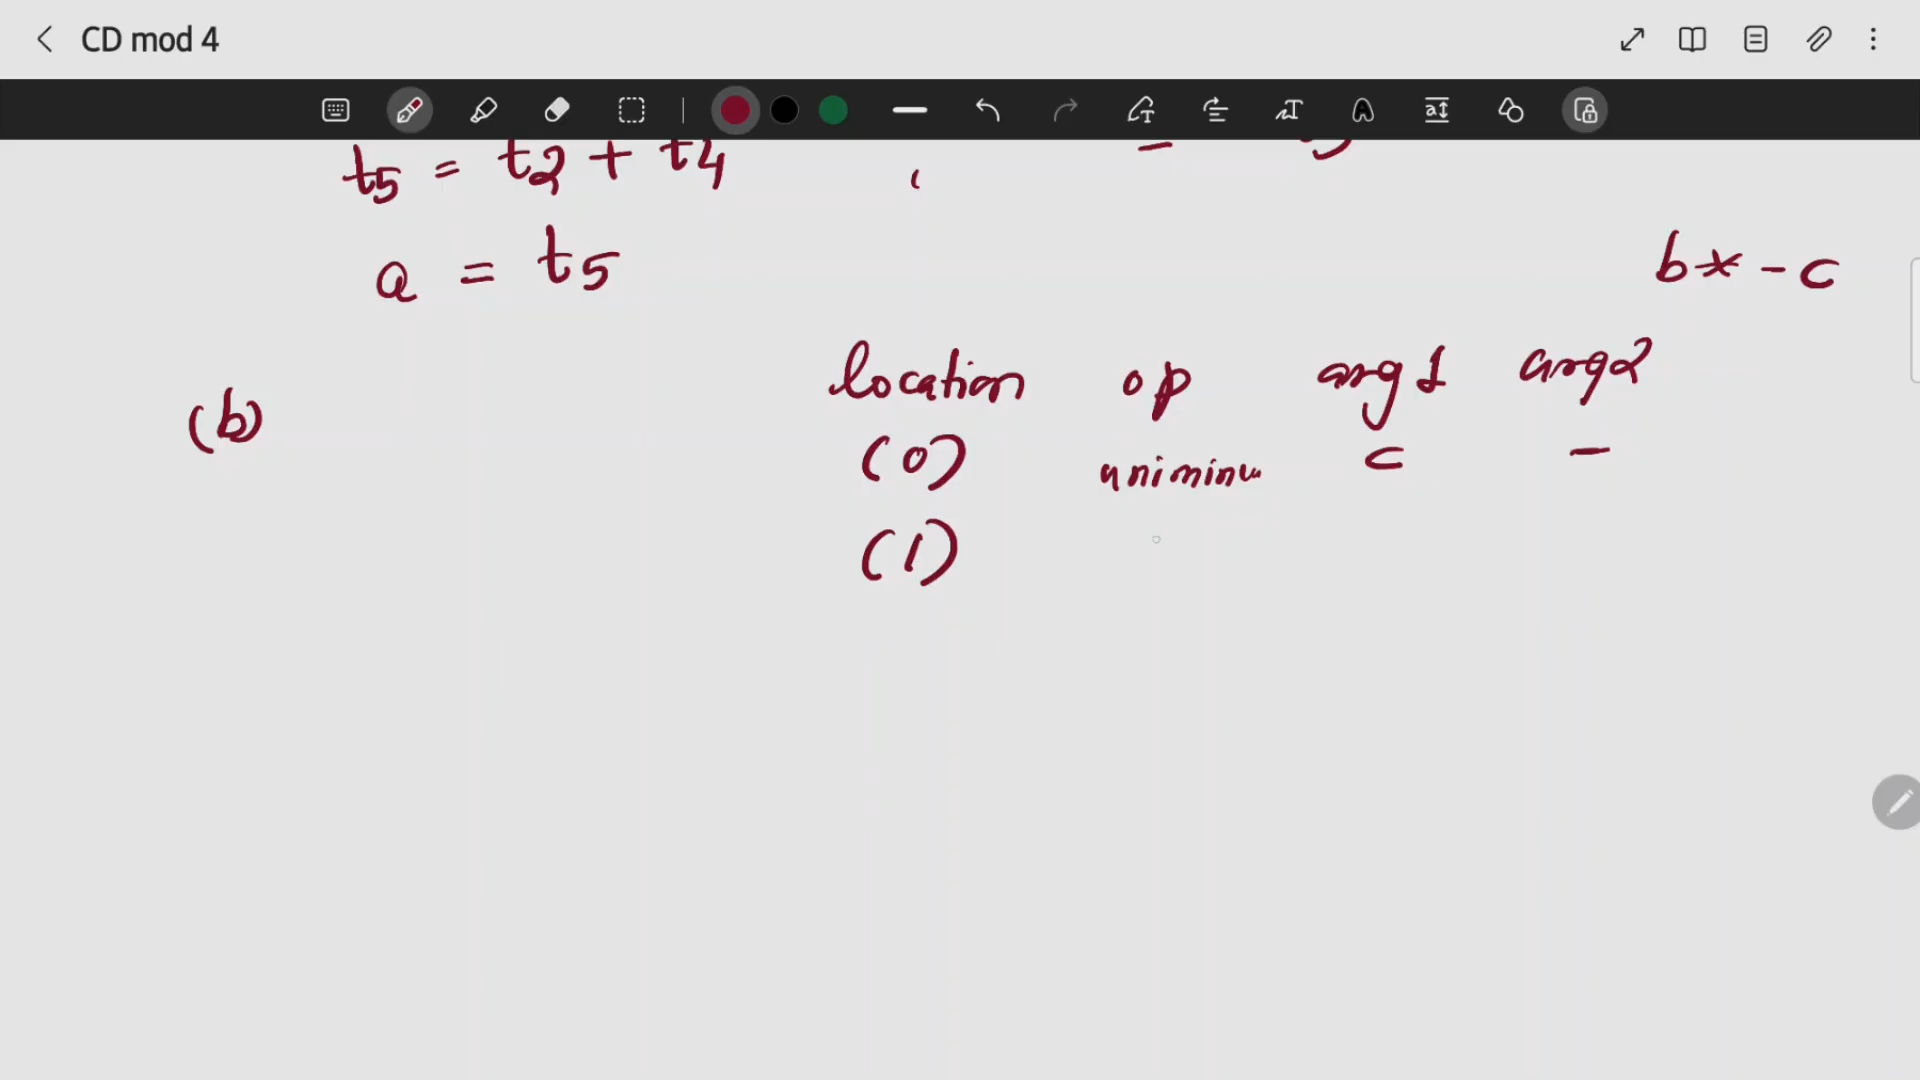 CD mod 4
t5 = t2 + t4
a = t5
b * - c
(b)
location op arg1 arg2
(0) uniminu c -
(1)